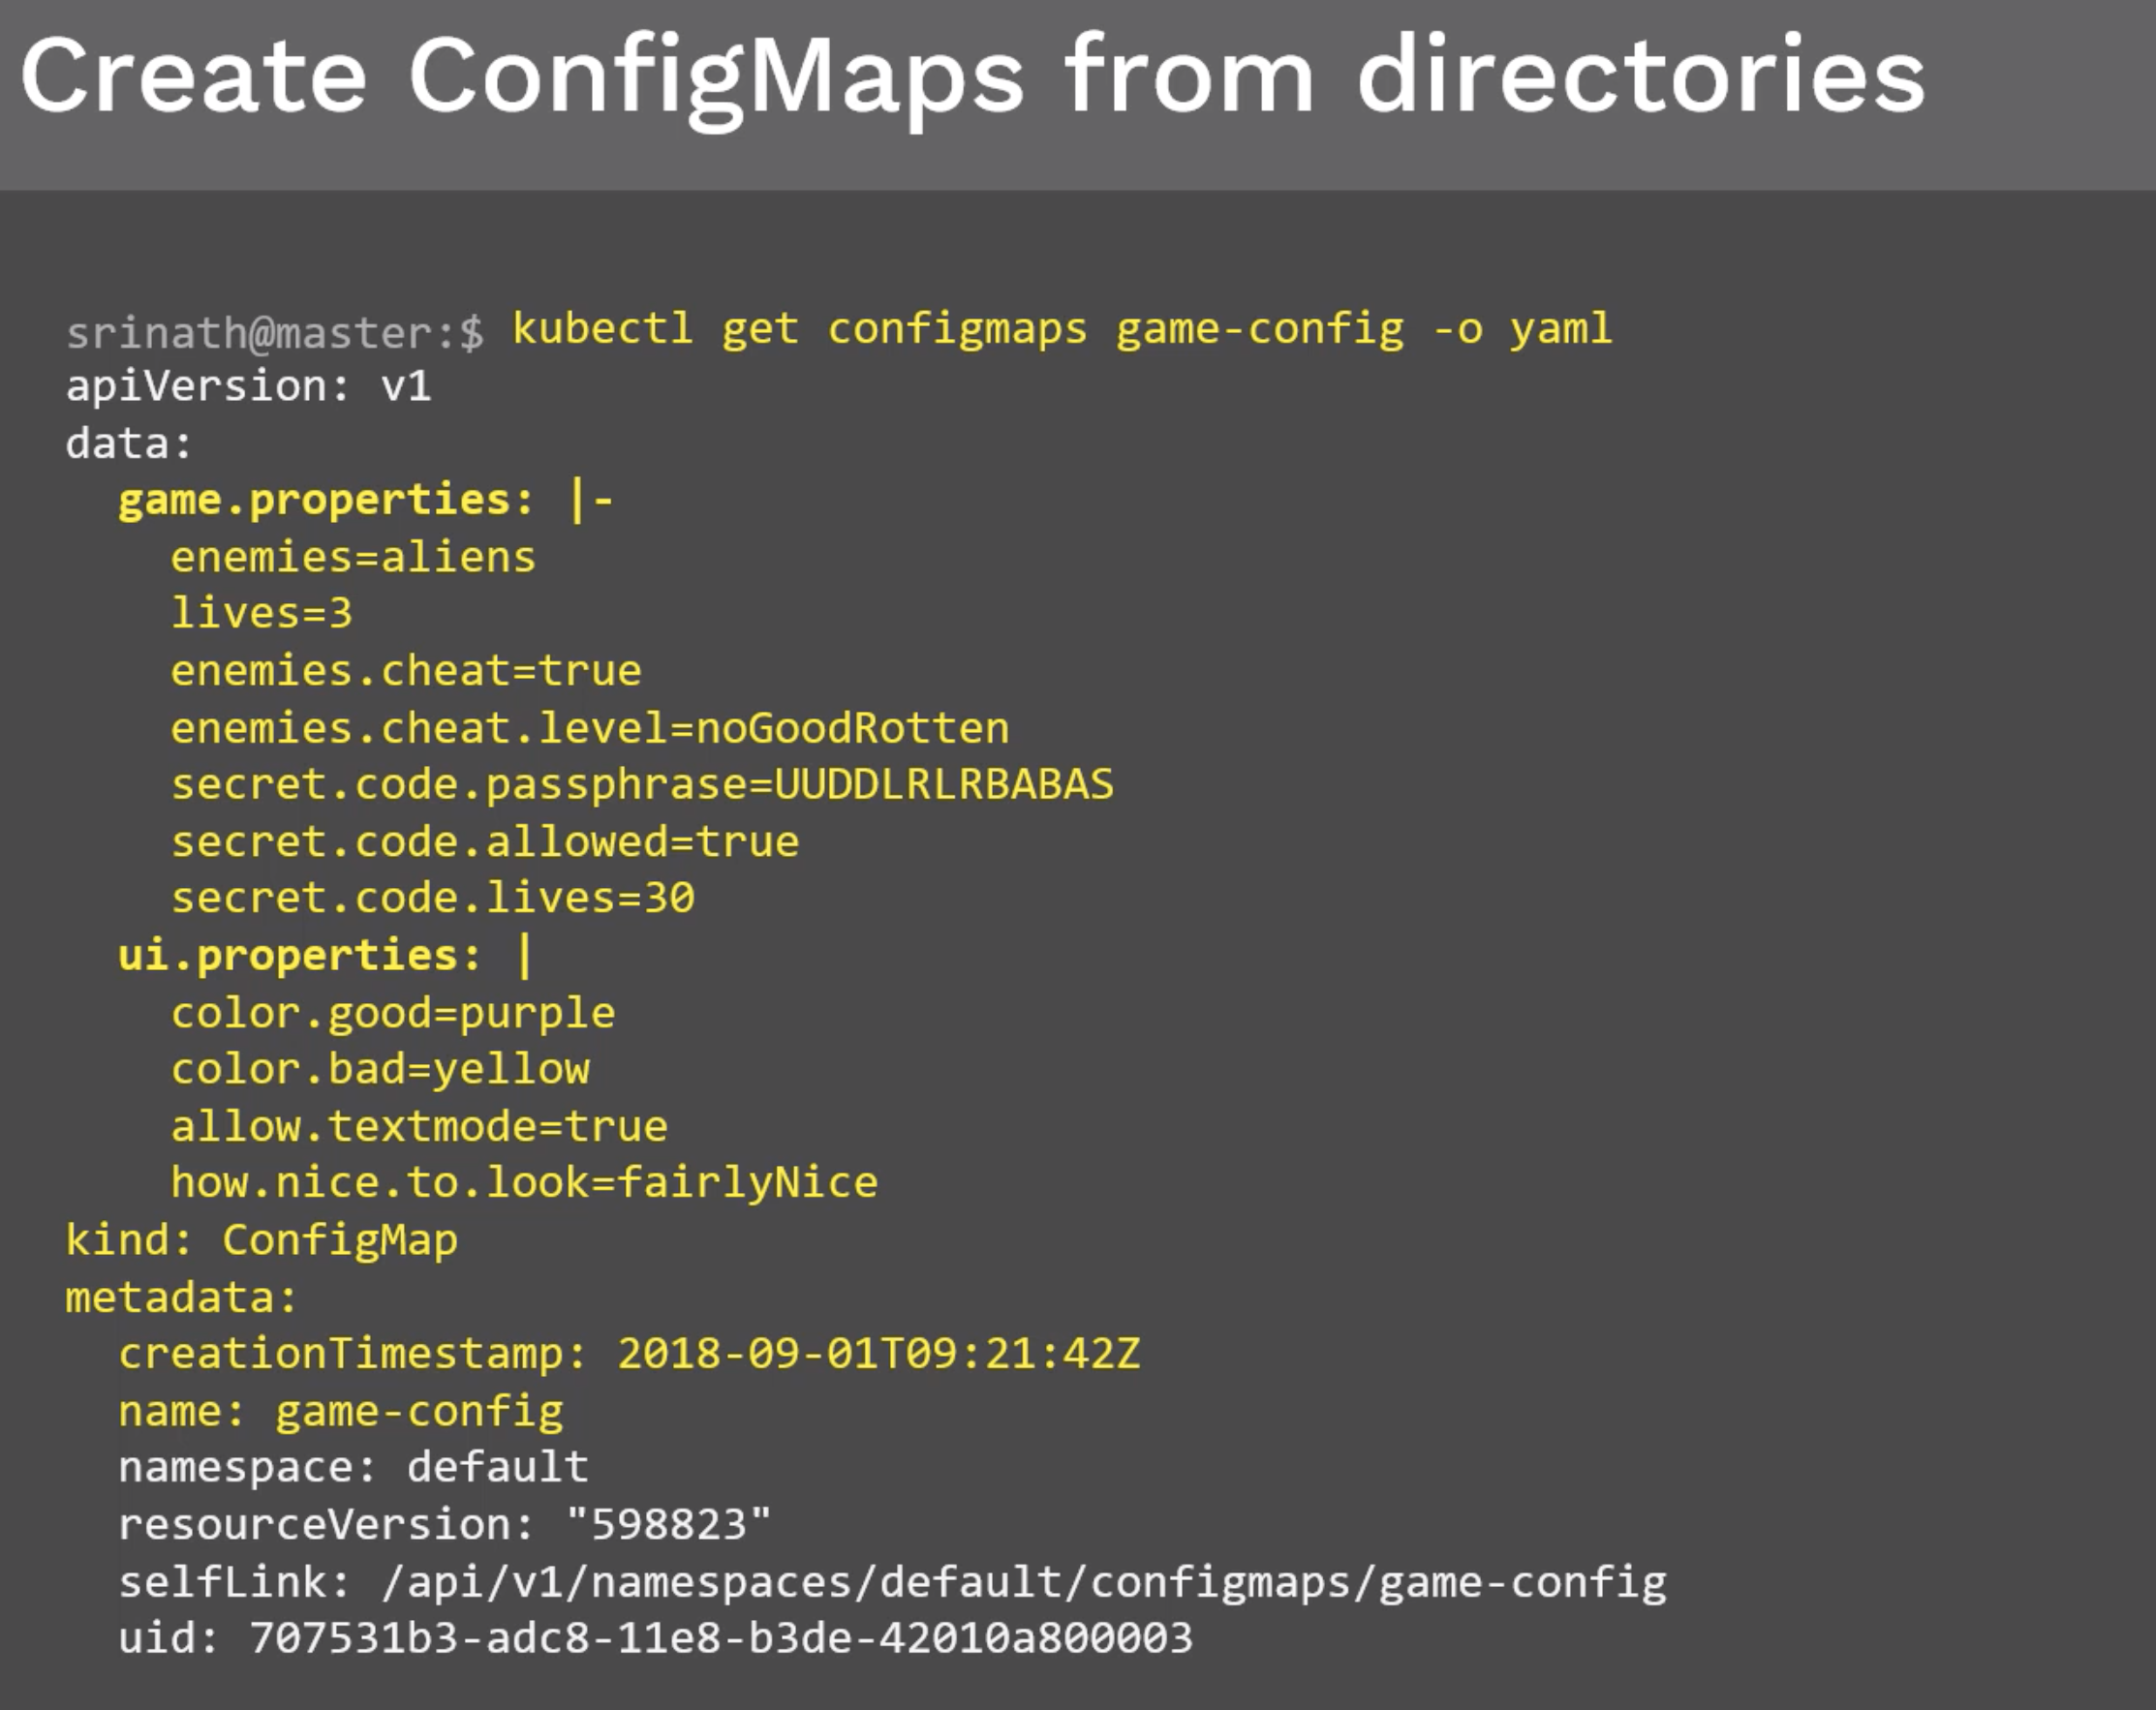 Create ConfigMaps from directories
srinath@master:$ kubectl get configmaps game-config -o yaml
apiVersion: v1
data:
  game.properties: |-
    enemies=aliens
    lives=3
    enemies.cheat=true
    enemies.cheat.level=noGoodRotten
    secret.code.passphrase=UUDDLRLRBABAS
    secret.code.allowed=true
    secret.code.lives=30
  ui.properties: |
    color.good=purple
    color.bad=yellow
    allow.textmode=true
    how.nice.to.look=fairlyNice
kind: ConfigMap
metadata:
  creationTimestamp: 2018-09-01T09:21:42Z
  name: game-config
  namespace: default
  resourceVersion: "598823"
  selfLink: /api/v1/namespaces/default/configmaps/game-config
  uid: 707531b3-adc8-11e8-b3de-42010a800003